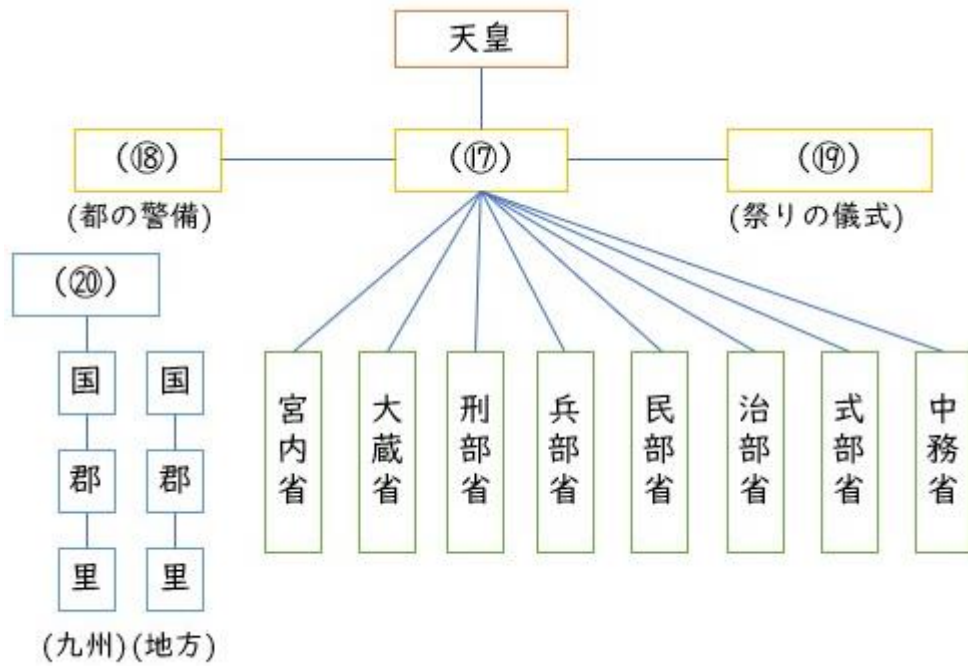 天皇
(⑱)
(⑰)
(⑲)
(都の警備)
(祭りの儀式)
(⑳)
国
郡
里
(九州)
国
郡
里
(地方)
宮内省
大蔵省
刑部省
兵部省
民部省
治部省
式部省
中務省